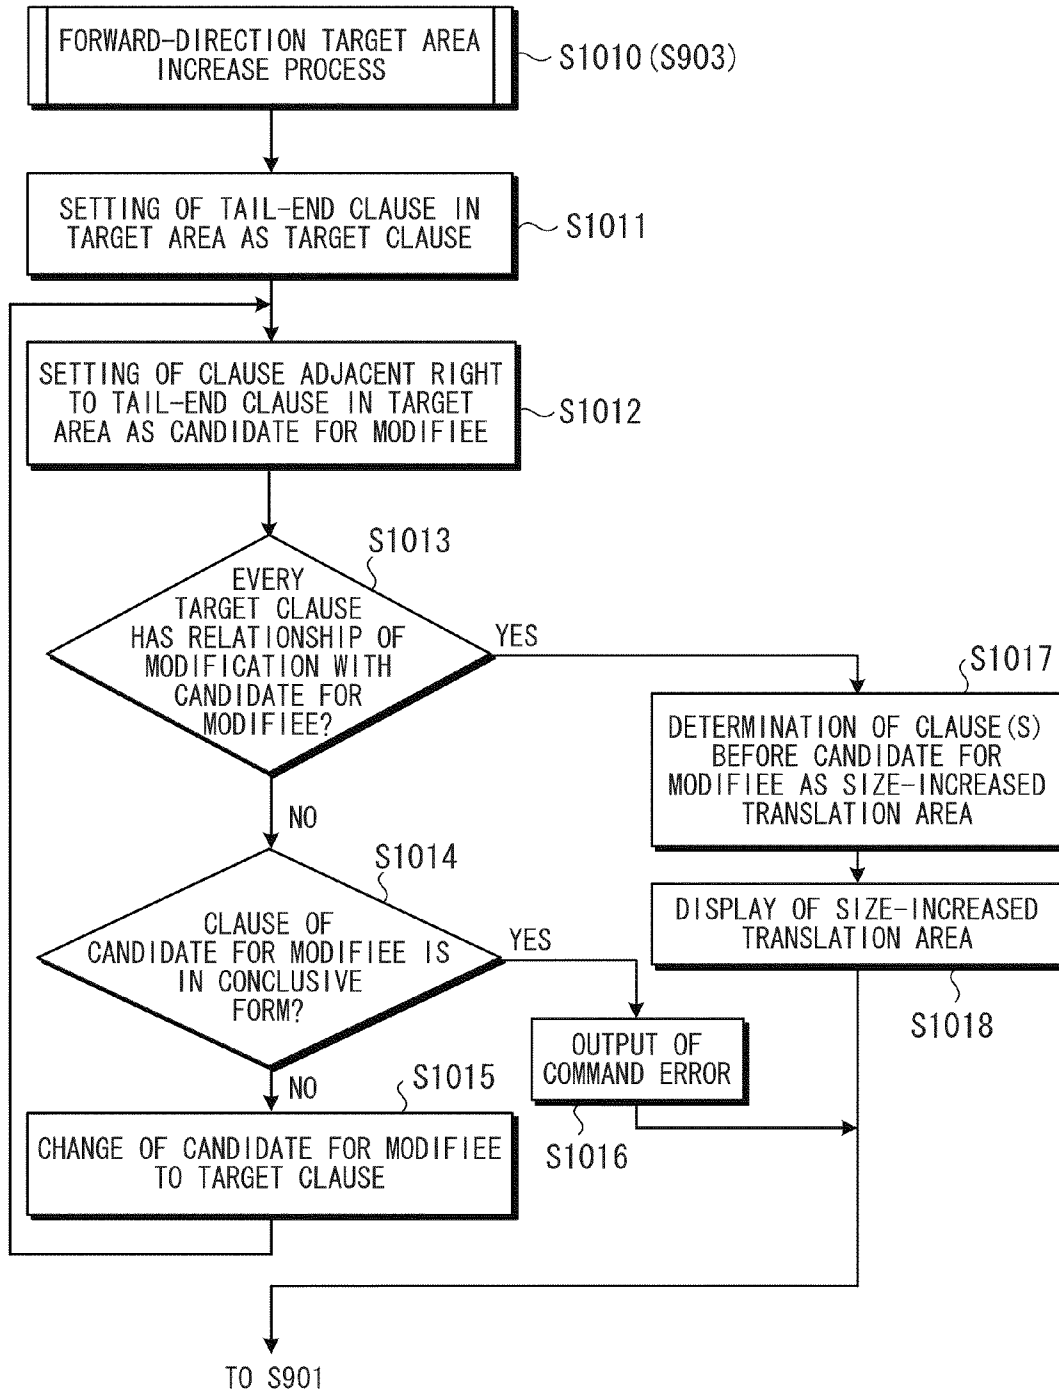 FORWARD-DIRECTION TARGET AREA
INCREASE PROCESS
S1010(S903)
SETTING OF TAIL-END CLAUSE IN
TARGET AREA AS TARGET CLAUSE
S1011
SETTING OF CLAUSE ADJACENT RIGHT
TO TAIL-END CLAUSE IN TARGET
AREA AS CANDIDATE FOR MODIFIEE
S1012
S1013
EVERY
TARGET CLAUSE
HAS RELATIONSHIP OF
MODIFICATION WITH
CANDIDATE FOR
MODIFIEE?
YES
NO
S1017
DETERMINATION OF CLAUSE(S)
BEFORE CANDIDATE FOR
MODIFIEE AS SIZE-INCREASED
TRANSLATION AREA
S1014
CLAUSE OF
CANDIDATE FOR MODIFIEE IS
IN CONCLUSIVE
FORM?
YES
NO
DISPLAY OF SIZE-INCREASED
TRANSLATION AREA
S1018
OUTPUT OF
COMMAND ERROR
S1016
S1015
CHANGE OF CANDIDATE FOR MODIFIEE
TO TARGET CLAUSE
TO S901